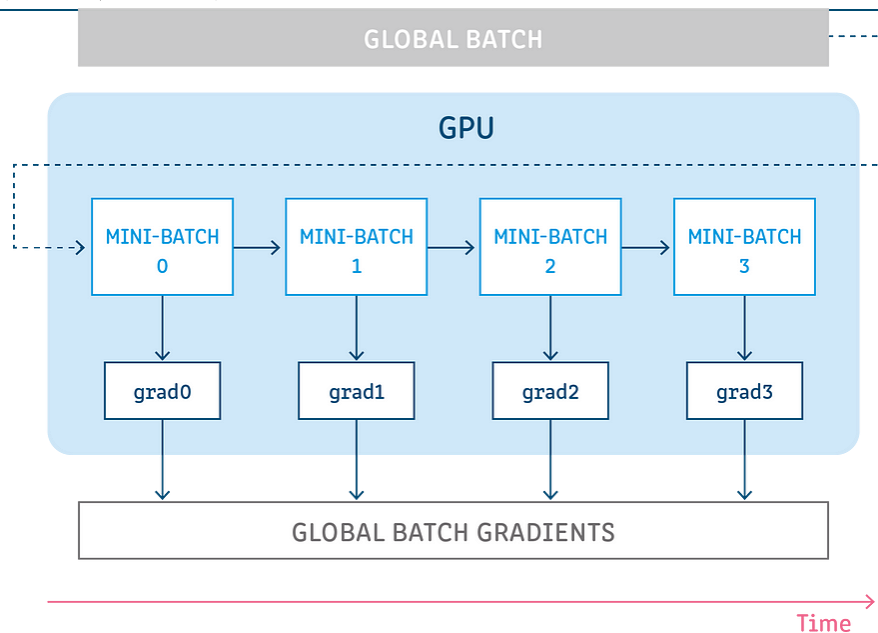 GLOBAL BATCH
GPU
MINI-BATCH
0
MINI-BATCH
1
MINI-BATCH
2
MINI-BATCH
3
grad0
grad1
grad2
grad3
GLOBAL BATCH GRADIENTS
Time